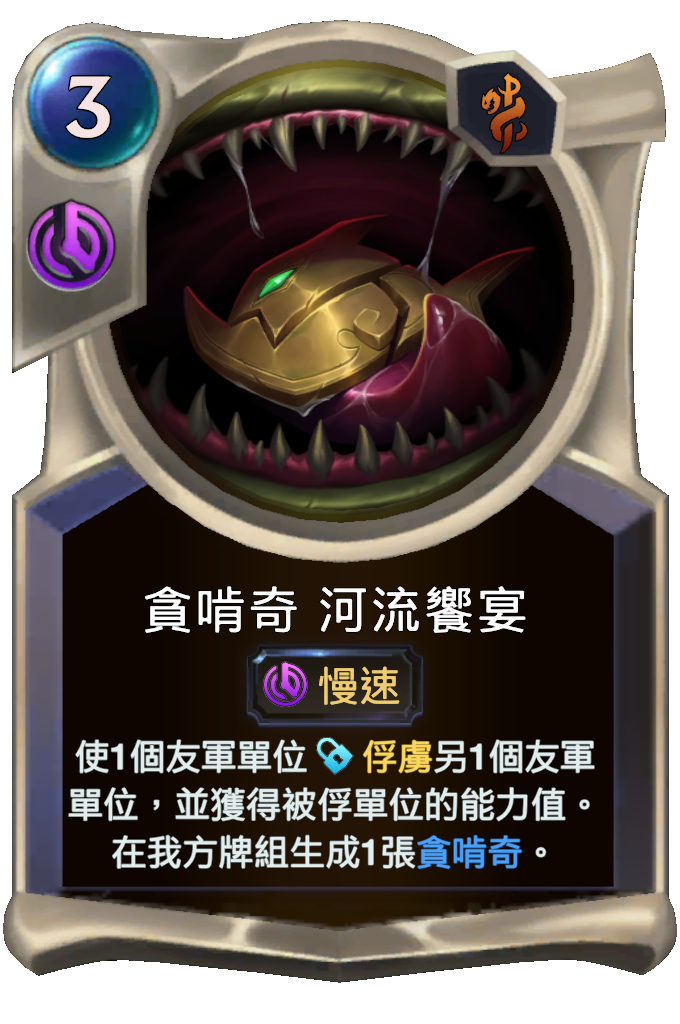 3
貪啃奇 河流饗宴
慢速
使1個友軍單位 俘虜另1個友軍
單位，並獲得被俘單位的能力值。
在我方牌組生成1張貪啃奇。